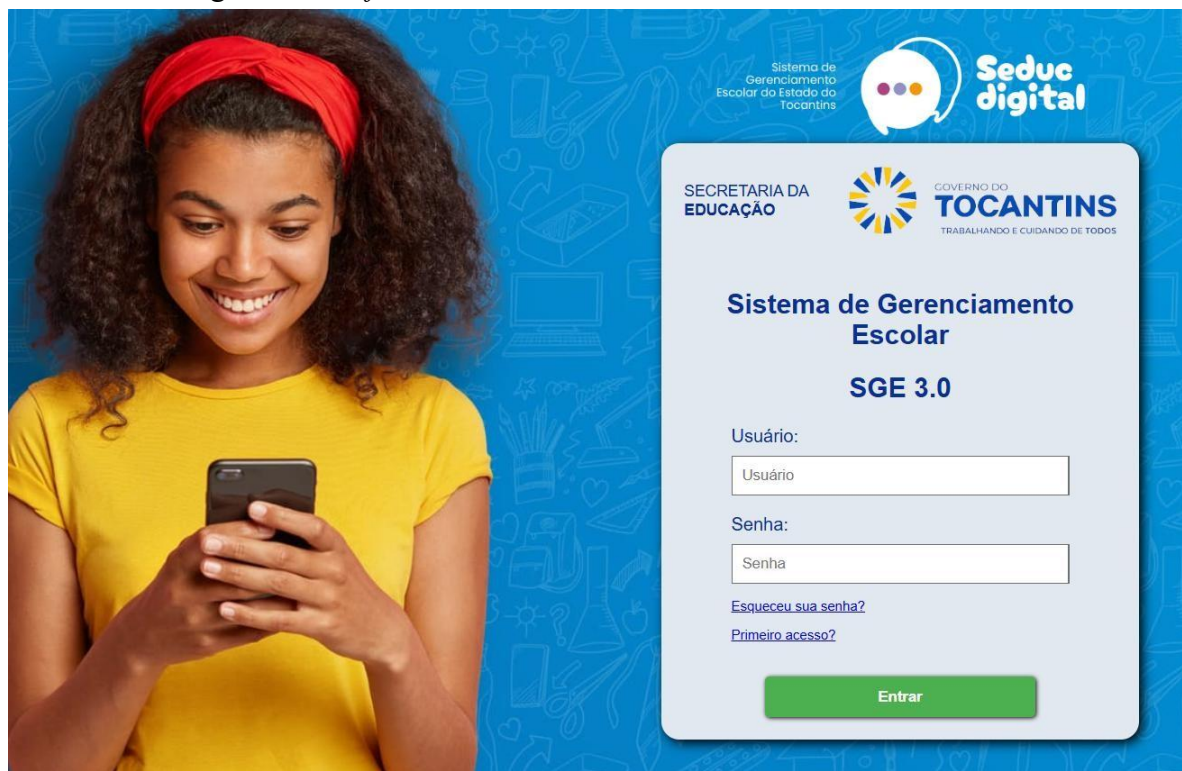 Sistema de
Gerenciamento
Escolar do Estado do
Tocantins
Seduc
digital
SECRETARIA DA
EDUCAÇÃO
GOVERNO DO
TOCANTINS
TRABALHANDO E CUIDANDO DE TODOS
Sistema de Gerenciamento
Escolar
SGE 3.0
Usuário:
Usuário
Senha:
Senha
Esqueceu sua senha?
Primeiro acesso?
Entrar